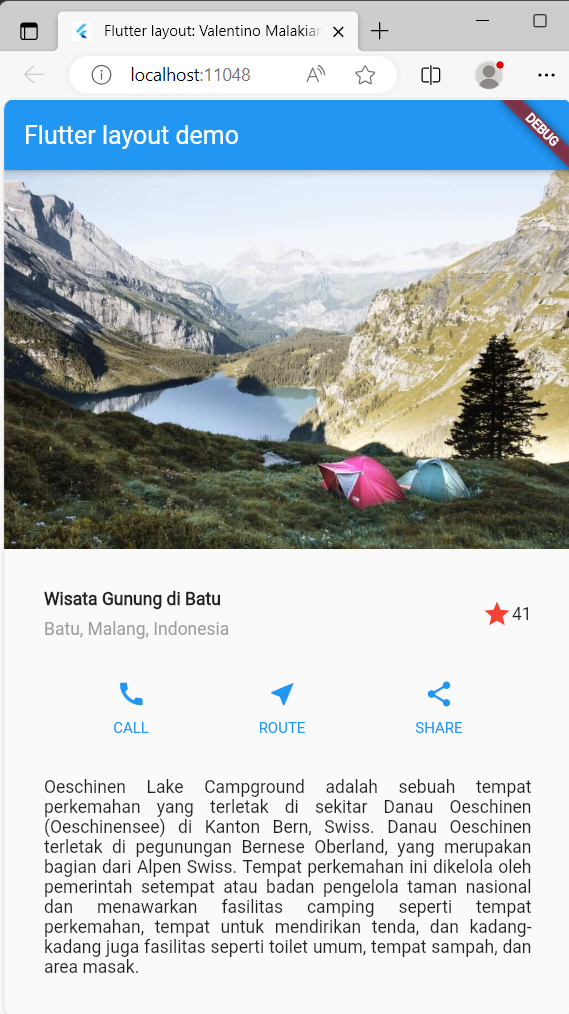 Flutter layout: Valentino Malakiar
localhost:11048
Flutter layout demo
DEBUG
Wisata Gunung di Batu
Batu, Malang, Indonesia
41
CALL ROUTE SHARE
Oeschinen Lake Campground adalah sebuah tempat
perkemahan yang terletak di sekitar Danau Oeschinen
(Oeschinensee) di Kanton Bern, Swiss. Danau Oeschinen
terletak di pegunungan Bernese Oberland, yang merupakan
bagian dari Alpen Swiss. Tempat perkemahan ini dikelola oleh
pemerintah setempat atau badan pengelola taman nasional
dan menawarkan fasilitas camping seperti tempat
perkemahan, tempat untuk mendirikan tenda, dan kadang-
kadang juga fasilitas seperti toilet umum, tempat sampah, dan
area masak.